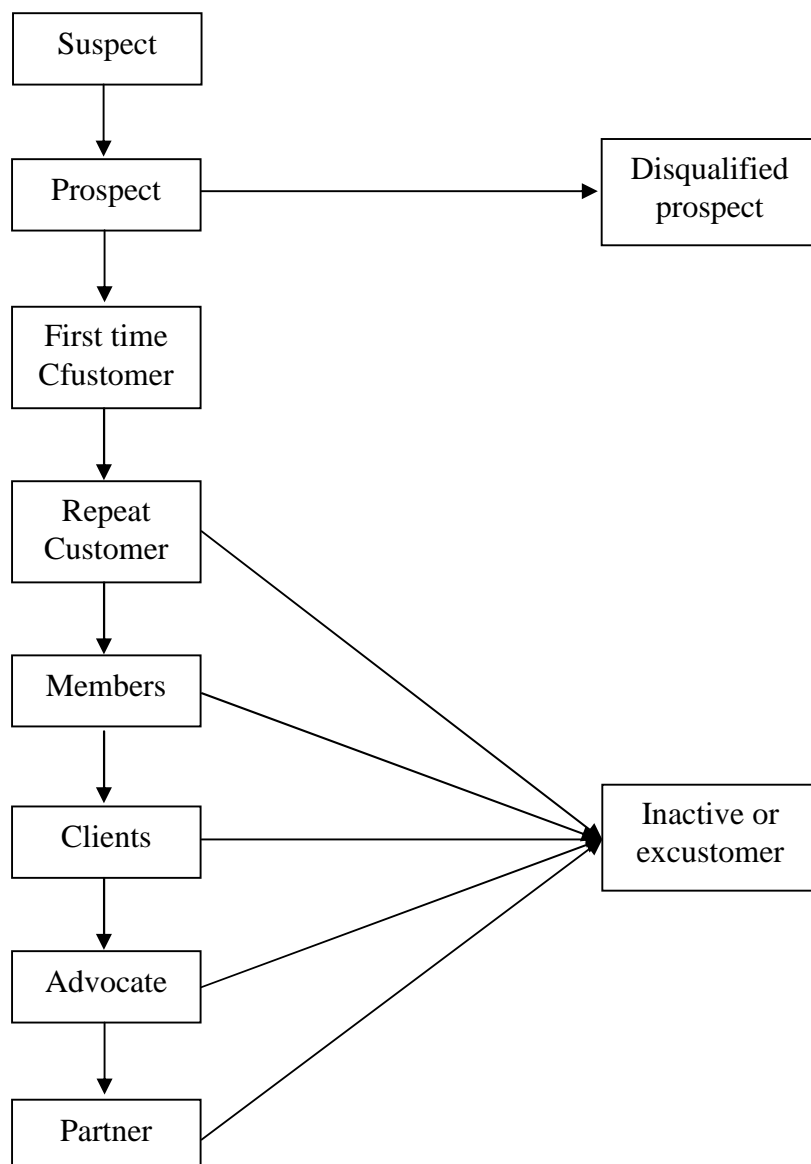 Suspect
Prospect
Disqualified
prospect
First time
Cfustomer
Repeat
Customer
Members
Clients
Inactive or
excustomer
Advocate
Partner